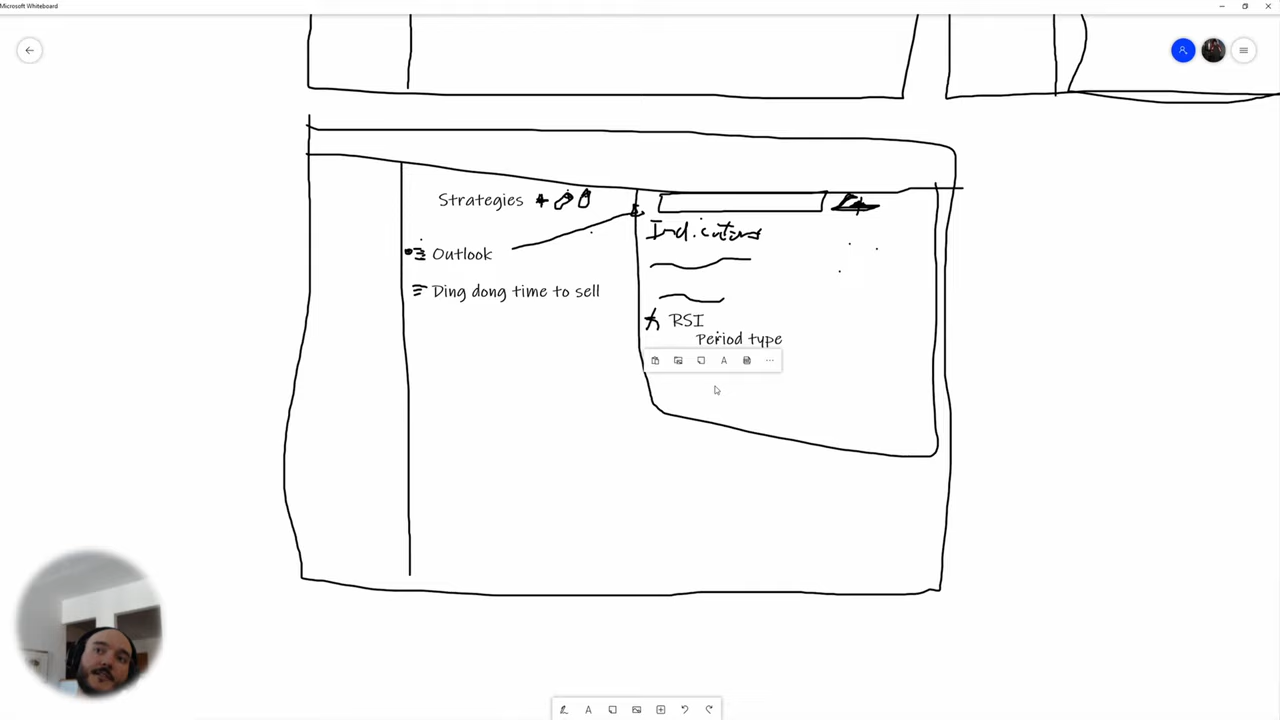 Microsoft Whiteboard
Strategies
Indicators
Outlook
Ding dong time to sell
RSI
Period type